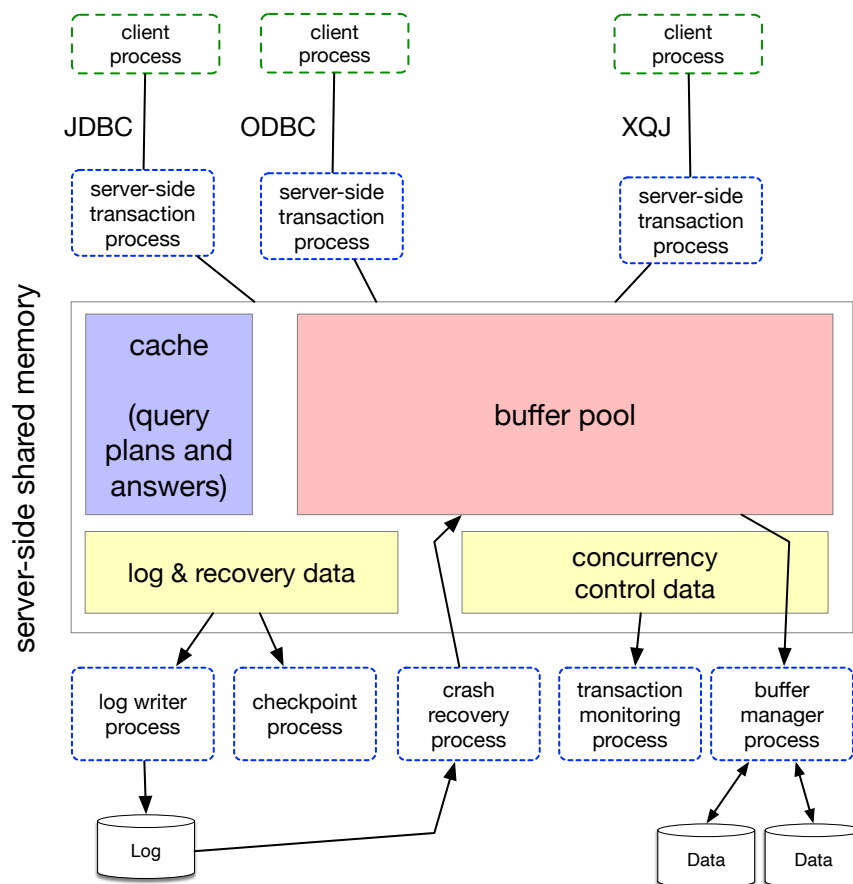 client
process
client
process
client
process
JDBC
ODBC
XQJ
server-side
transaction
process
server-side
transaction
process
server-side
transaction
process
server-side shared memory
cache
(query
plans and
answers)
buffer pool
log & recovery data
concurrency
control data
log writer
process
checkpoint
process
crash
recovery
process
transaction
monitoring
process
buffer
manager
process
Log
Data
Data